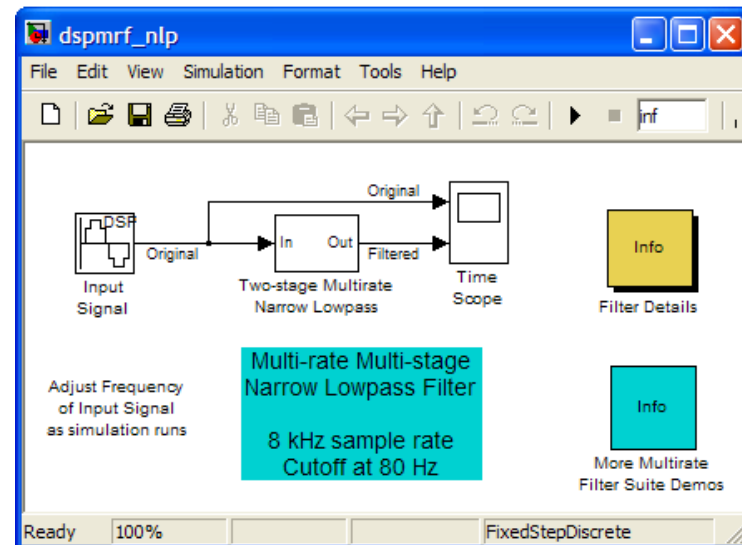 dspmrf_nlp
File Edit View Simulation Format Tools Help
inf
Original
DSP
Original
In Out
Filtered
Input
Signal
Two-stage Multirate
Narrow Lowpass
Time
Scope
Info
Filter Details
Adjust Frequency
of Input Signal
as simulation runs
Multi-rate Multi-stage
Narrow Lowpass Filter
8 kHz sample rate
Cutoff at 80 Hz
Info
More Multirate
Filter Suite Demos
Ready 100% FixedStepDiscrete